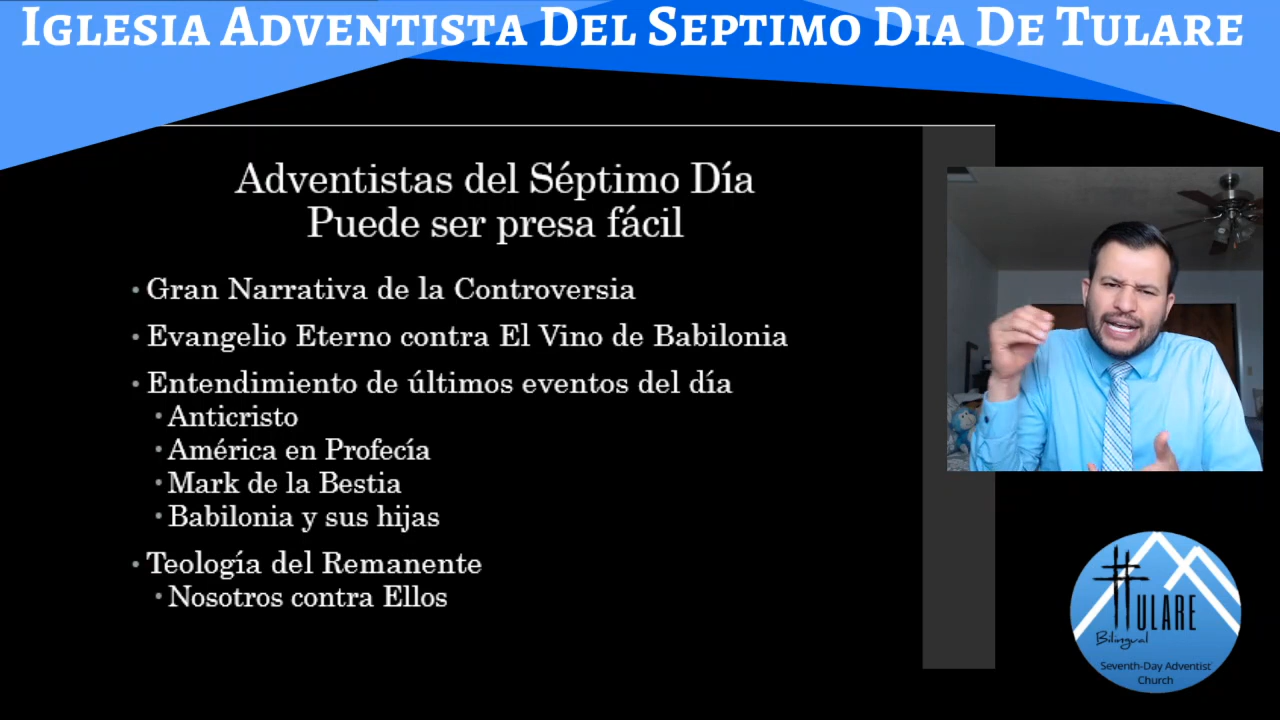 IGLESIA ADVENTISTA DEL SEPTIMO DIA DE TULARE
Adventistas del Séptimo Día
Puede ser presa fácil
• Gran Narrativa de la Controversia
• Evangelio Eterno contra El Vino de Babilonia
• Entendimiento de últimos eventos del día
• Anticristo
• América en Profecía
• Mark de la Bestia
• Babilonia y sus hijas
• Teología del Remanente
• Nosotros contra Ellos
TULARE
Bilingual
Seventh-Day Adventist
Church